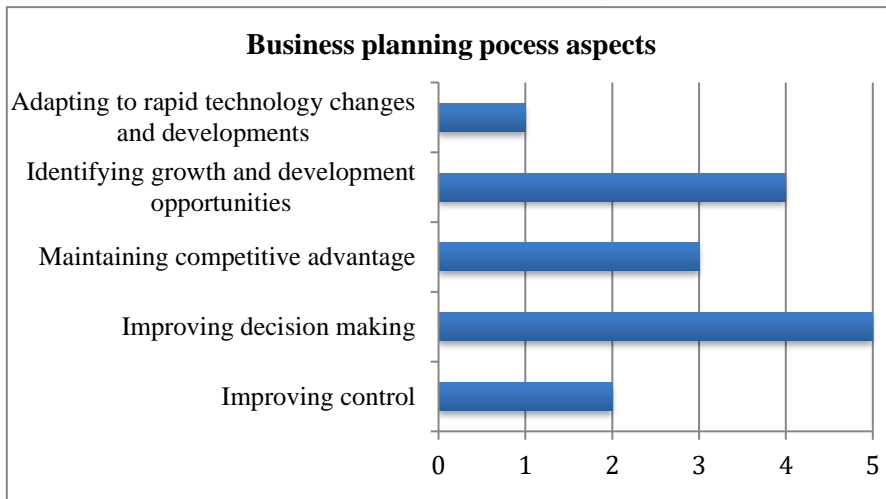 Business planning pocess aspects
Adapting to rapid technology changes
and developments
Identifying growth and development
opportunities
Maintaining competitive advantage
Improving decision making
Improving control
0 1 2 3 4 5